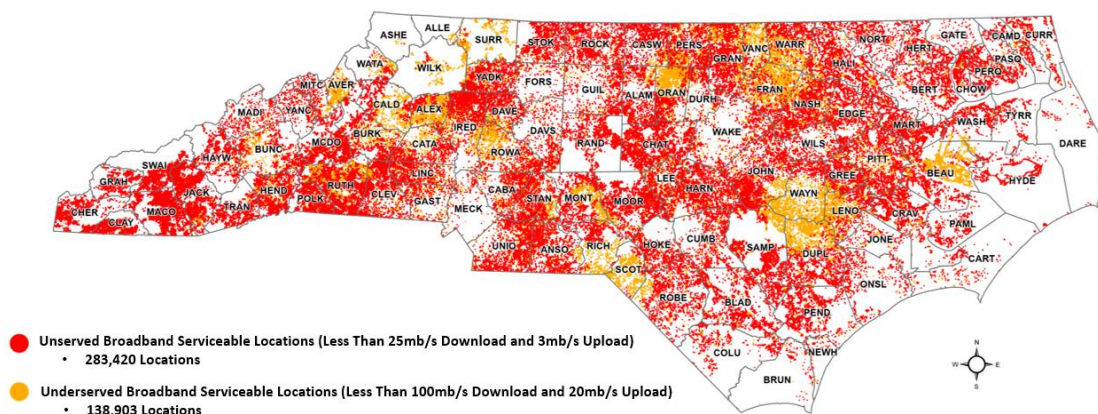 ASHE ALLE SURR STOK ROCK CASW PERS GRAN VANC WARR NORT HERT GATE CAMD CURR
PASQ
PERQ
CHOW
WATA WILK YADK FORS GUIL ALAM ORAN DURH FRAN HALI BERT
MITC AVER CALD ALEX IRED DAVE NASH EDGE MART WASH TYRR DARE
MADI YANC BURK CATA DAVS RAND CHAT WAKE WILS PITT BEAU HYDE
BUNC MCDO ROWA
SWAI HAYW
GRAH JACK HEND RUTH LINC CABA STAN MONT MOOR LEE HARN JOHN WAYN GREE LENO CRAV PAML
CHER MACO TRAN POLK CLEV GAST MECK
CLAY
UNIO ANSO RICH HOKE CUMB SAMP DUPL JONE CART
SCOT ONSL
ROBE BLAD PEND
COLU NEWH
BRUN
Unserved Broadband Serviceable Locations (Less Than 25mb/s Download and 3mb/s Upload)
• 283,420 Locations
Underserved Broadband Serviceable Locations (Less Than 100mb/s Download and 20mb/s Upload)
• 138,903 Locations
N
W E
S